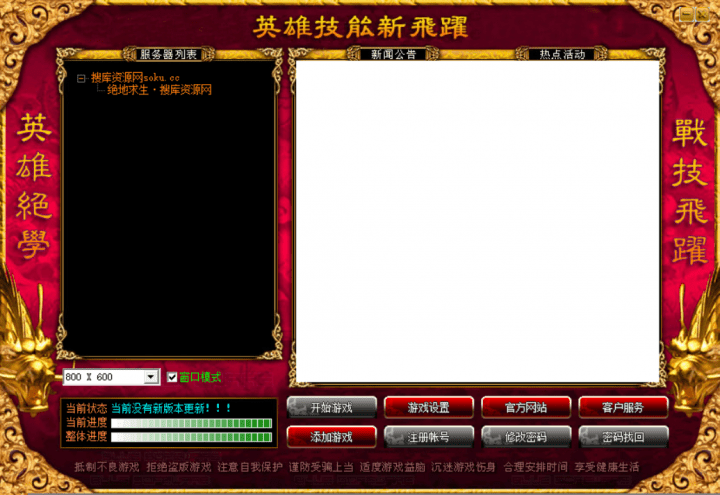 英雄技能新飛躍
服务器列表
新闻公告
热点活动
搜库资源网soku.cc
绝地求生·搜库资源网
英雄絕學
戰技飛躍
800 X 600
窗口模式
当前状态 当前没有新版本更新!!!
当前进度
整体进度
开始游戏 游戏设置 官方网站 客户服务
添加游戏 注册帐号 修改密码 密码找回
抵制不良游戏 拒绝盗版游戏 注意自我保护 谨防受骗上当 适度游戏益脑 沉迷游戏伤身 合理安排时间 享受健康生活